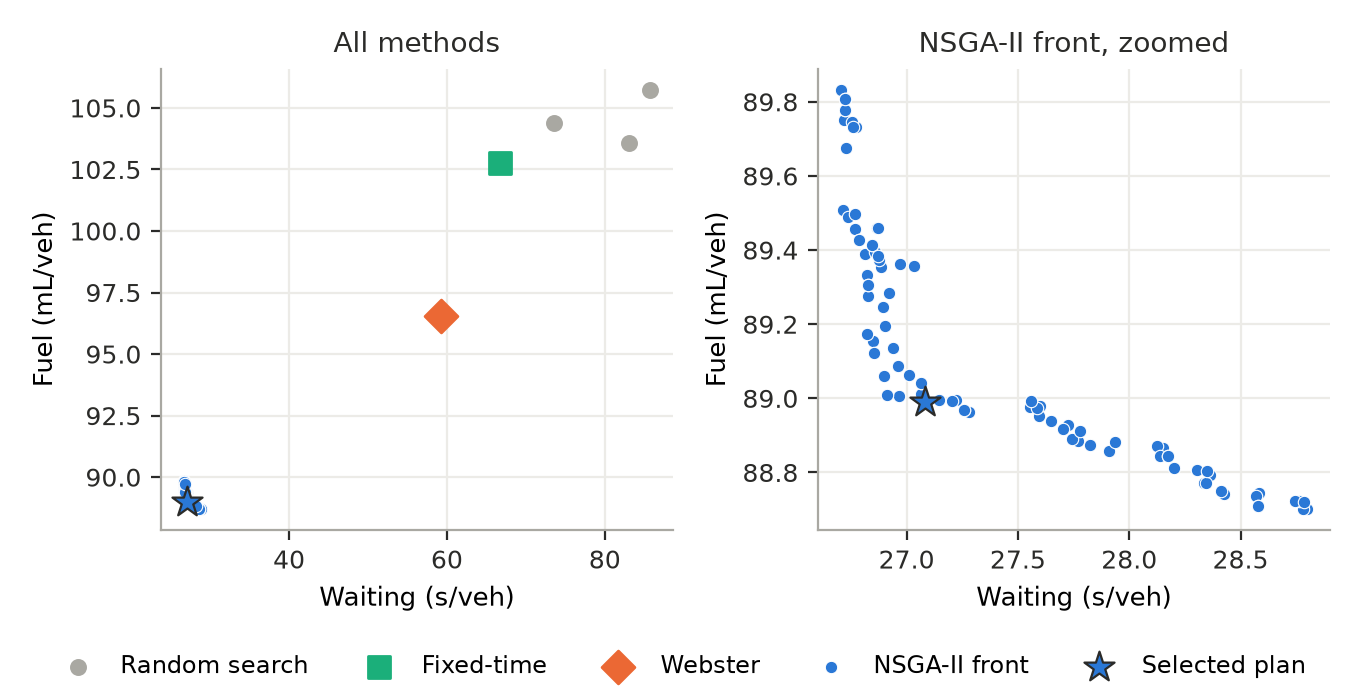 All methods
NSGA-II front, zoomed
Fuel (mL/veh)
105.0
102.5
100.0
97.5
95.0
92.5
90.0
40
60
80
Waiting (s/veh)
Fuel (mL/veh)
89.8
89.6
89.4
89.2
89.0
88.8
27.0
27.5
28.0
28.5
Waiting (s/veh)
Random search
Fixed-time
Webster
NSGA-II front
Selected plan